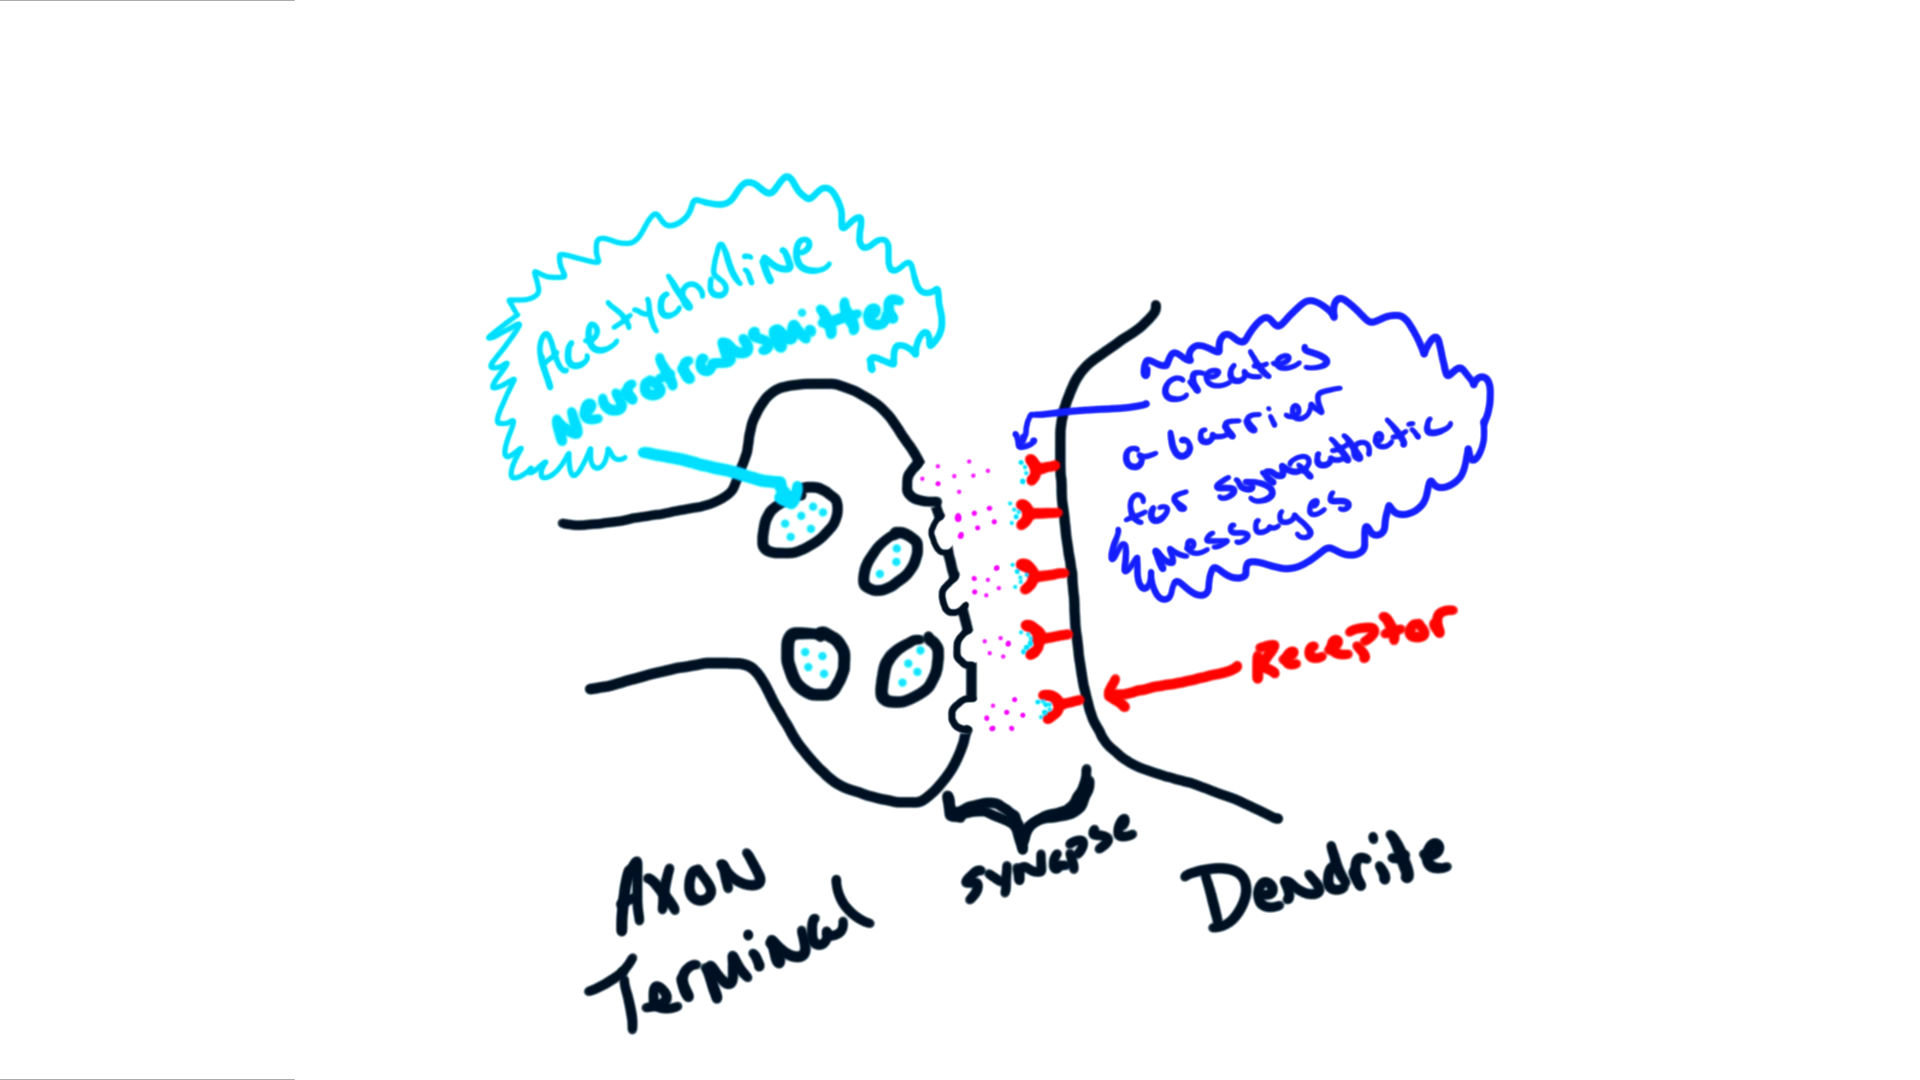 Acetycholine
neurotransmitter
creates
a barrier
for sympathetic
messages
Receptor
synapse
Dendrite
Axon
Terminal